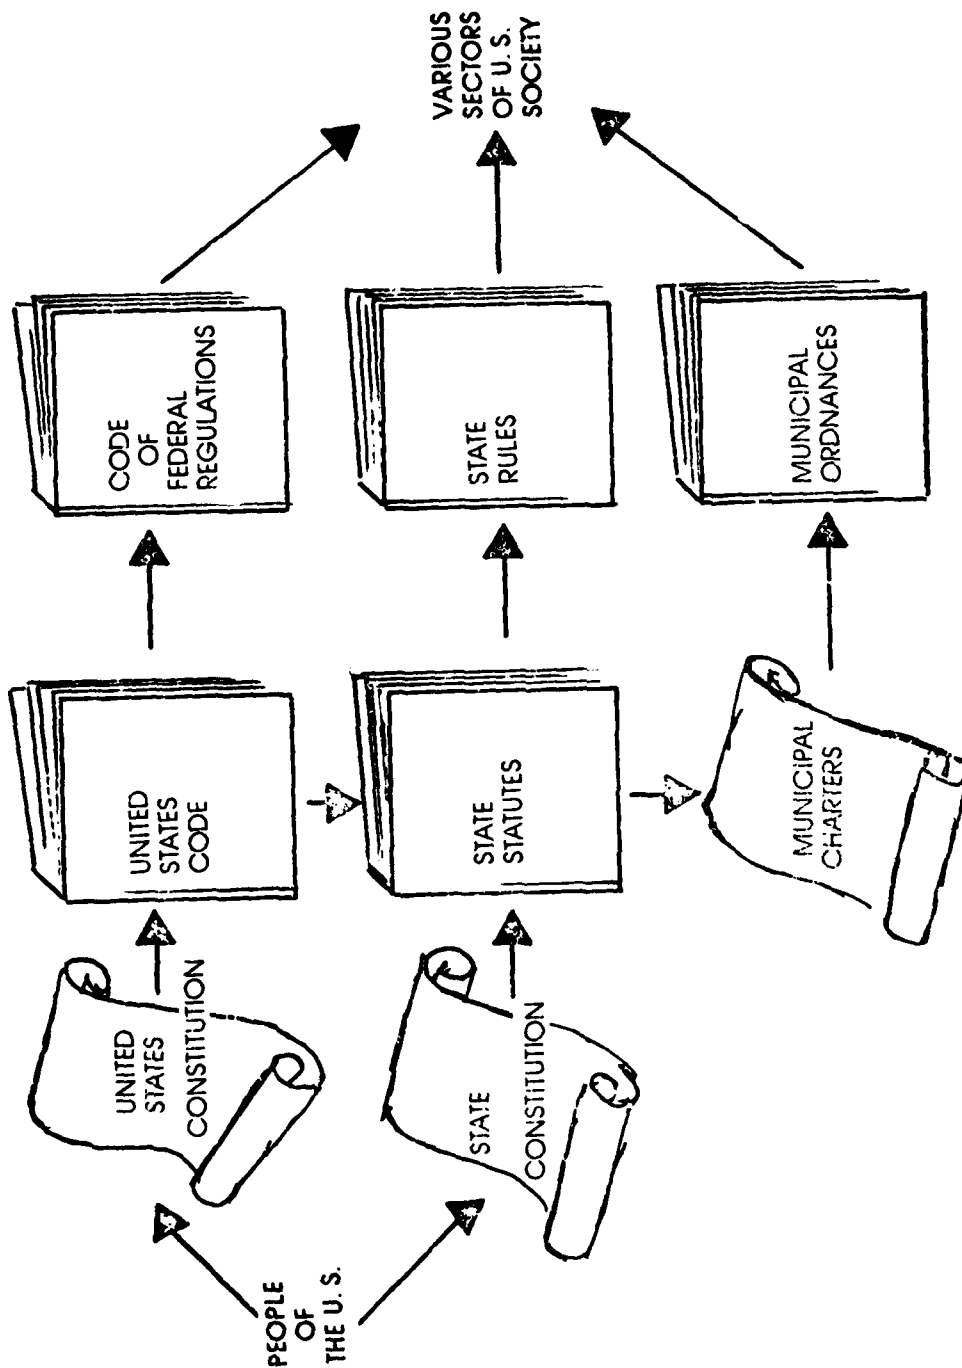 PEOPLE
OF
THE U. S.
UNITED
STATES
CONSTITUTION
STATE
CONSTITUTION
UNITED
STATES
CODE
STATE
STATUTES
MUNICIPAL
CHARTERS
CODE
OF
FEDERAL
REGULATIONS
STATE
RULES
MUNICIPAL
ORDNANCES
VARIOUS
SECTORS
OF U. S.
SOCIETY